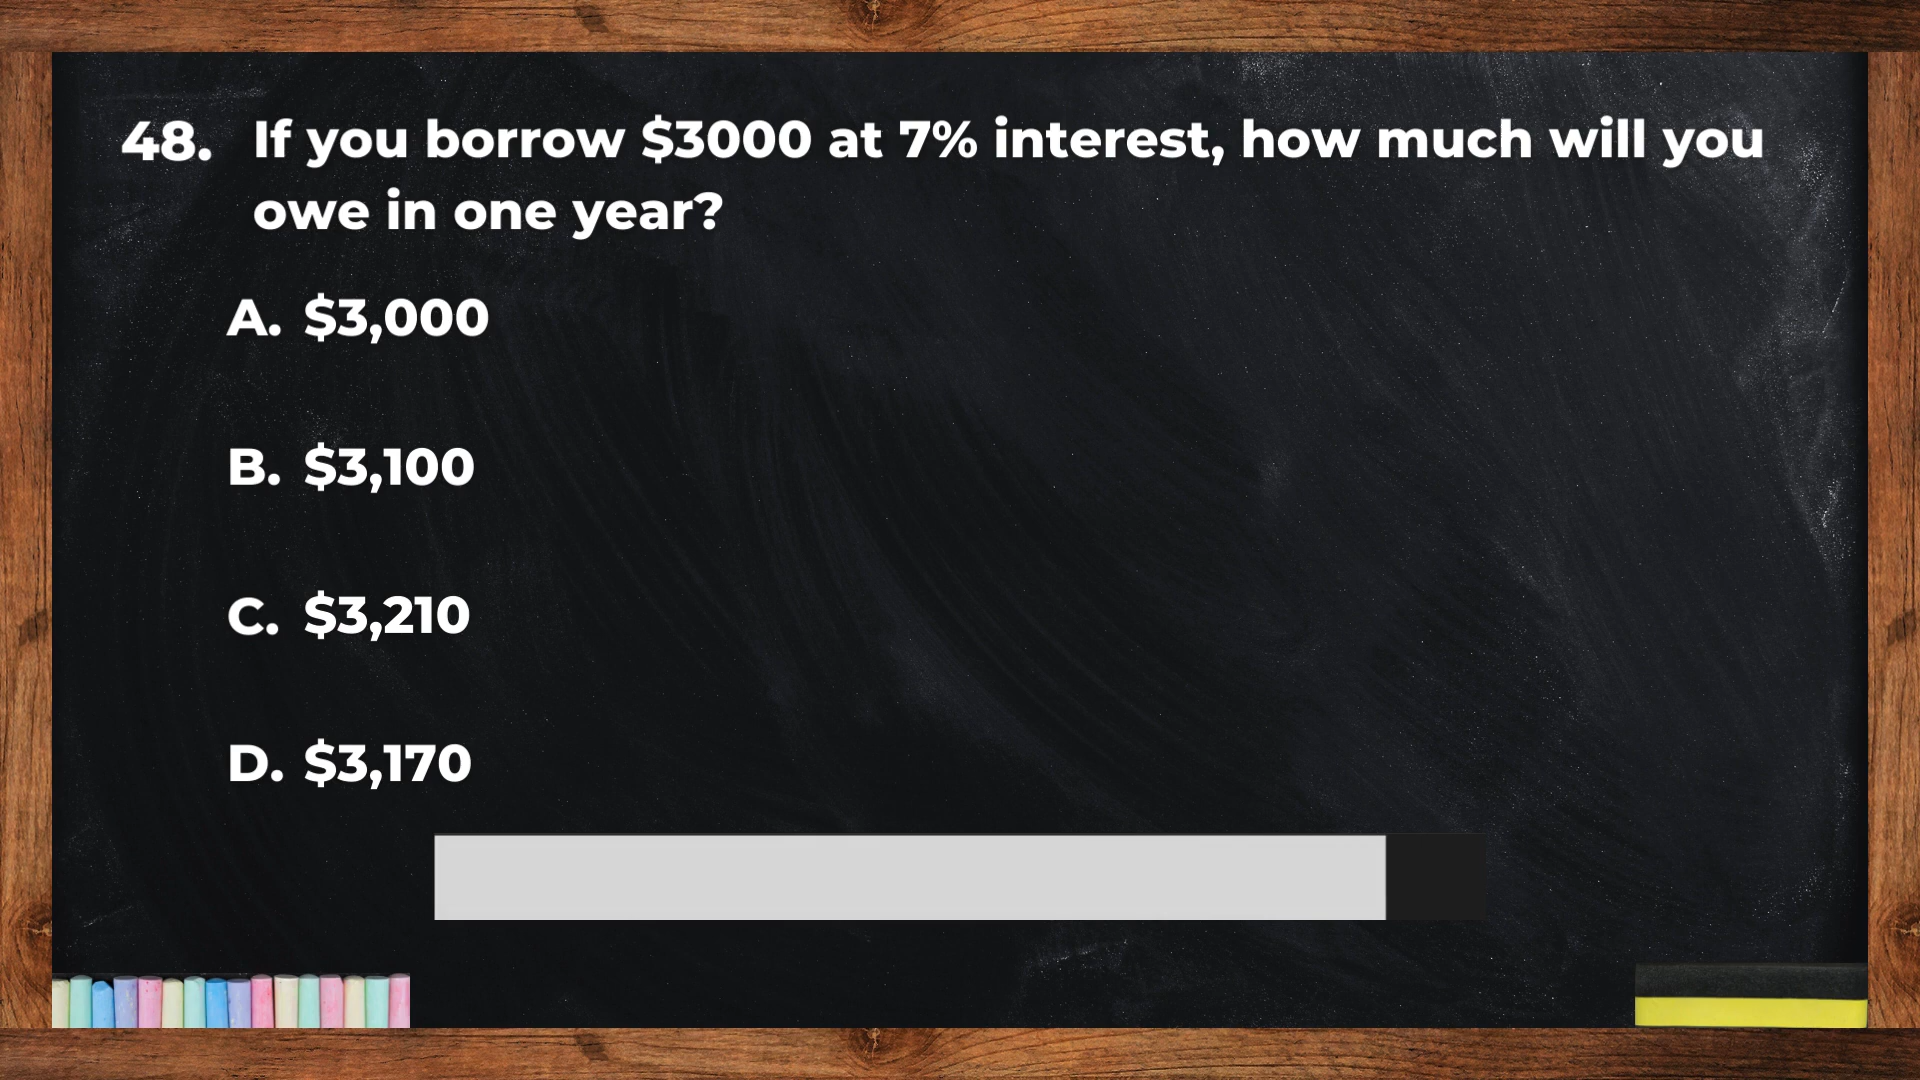 48. If you borrow $3000 at 7% interest, how much will you
owe in one year?
A. $3,000
B. $3,100
C. $3,210
D. $3,170